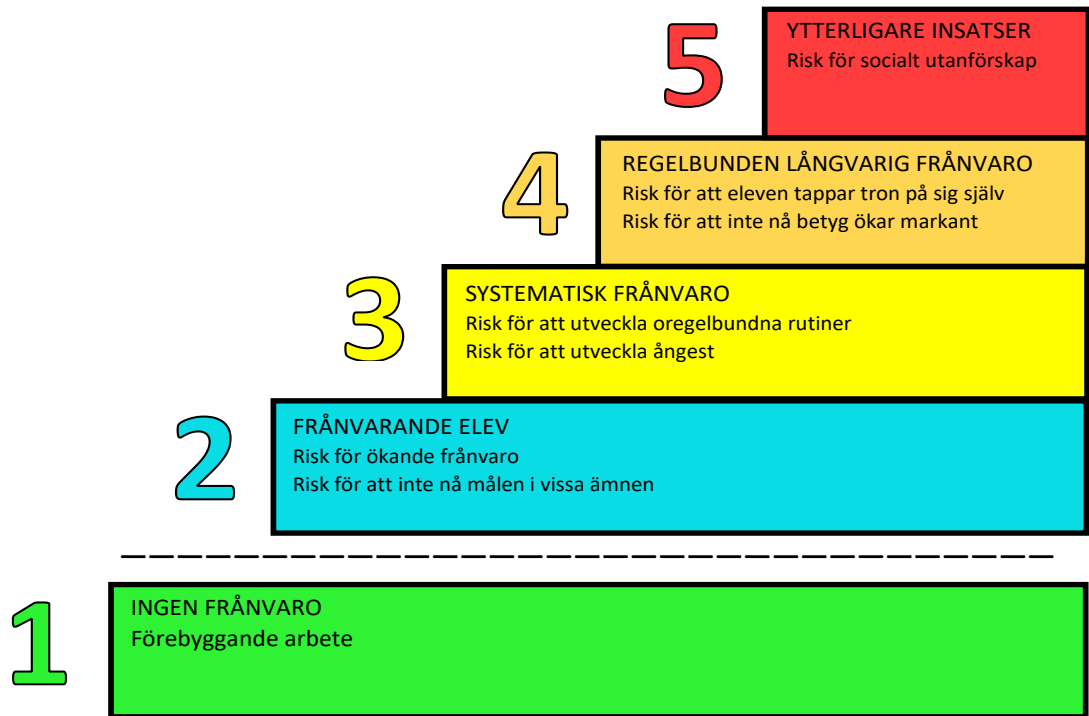 5
YTTERLIGARE INSATSER
Risk för socialt utanförskap
4
REGELBUNDEN LÅNGVARIG FRÅNVARO
Risk för att eleven tappar tron på sig själv
Risk för att inte nå betyg ökar markant
3
SYSTEMATISK FRÅNVARO
Risk för att utveckla oregelbundna rutiner
Risk för att utveckla ångest
2
FRÅNVARANDE ELEV
Risk för ökande frånvaro
Risk för att inte nå målen i vissa ämnen
1
INGEN FRÅNVARO
Förebyggande arbete